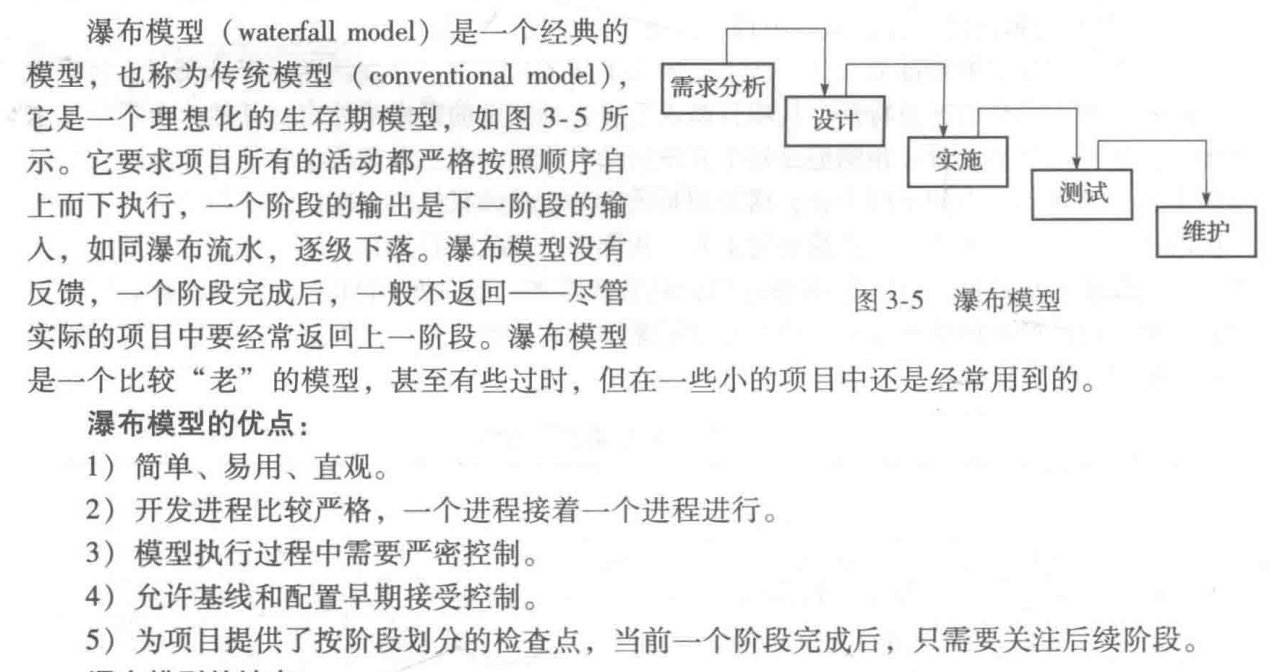 瀑布模型（waterfall model）是一个经典的
模型，也称为传统模型（conventional model），
它是一个理想化的生存期模型，如图 3-5 所
示。它要求项目所有的活动都严格按照顺序自
上而下执行，一个阶段的输出是下一阶段的输
入，如同瀑布流水，逐级下落。瀑布模型没有
反馈，一个阶段完成后，一般不返回——尽管
实际的项目中要经常返回上一阶段。瀑布模型
需求分析
设计
实施
测试
维护
图 3-5 瀑布模型
是一个比较“老”的模型，甚至有些过时，但在一些小的项目中还是经常用到的。
瀑布模型的优点：
1）简单、易用、直观。
2）开发进程比较严格，一个进程接着一个进程进行。
3）模型执行过程中需要严密控制。
4）允许基线和配置早期接受控制。
5）为项目提供了按阶段划分的检查点，当前一个阶段完成后，只需要关注后续阶段。